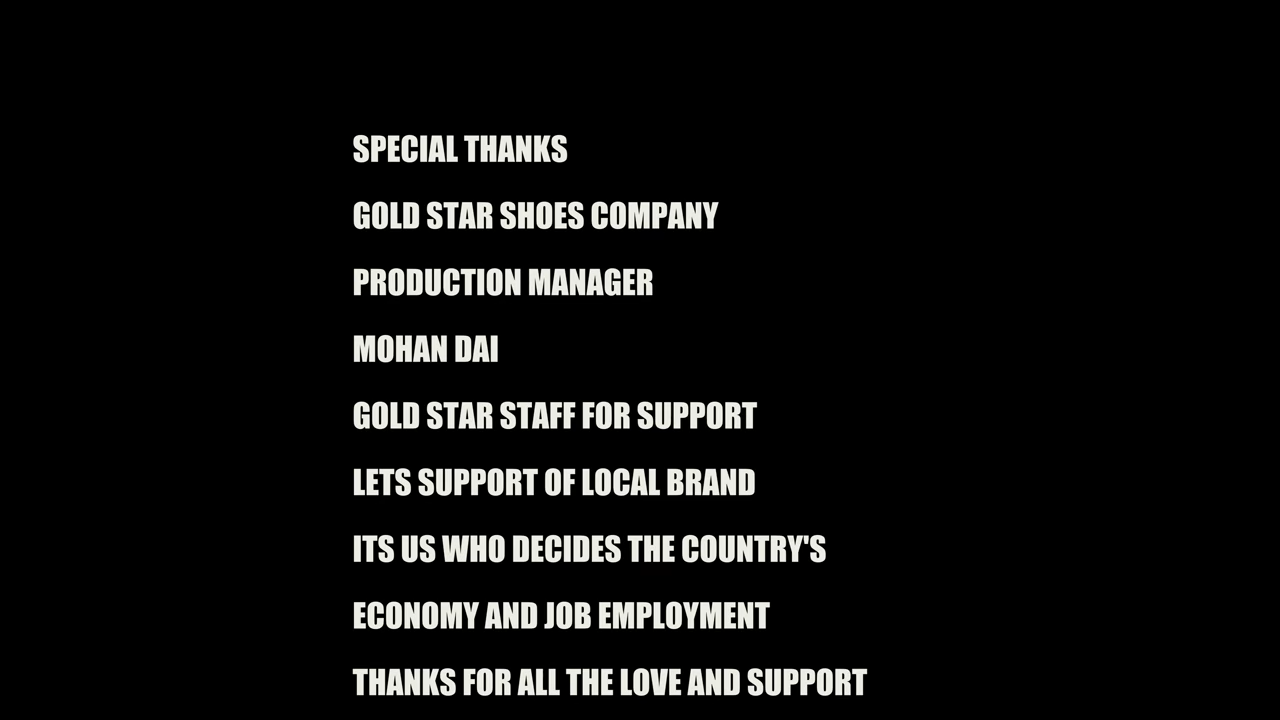 SPECIAL THANKS
GOLD STAR SHOES COMPANY
PRODUCTION MANAGER
MOHAN DAI
GOLD STAR STAFF FOR SUPPORT
LETS SUPPORT OF LOCAL BRAND
ITS US WHO DECIDES THE COUNTRY'S
ECONOMY AND JOB EMPLOYMENT
THANKS FOR ALL THE LOVE AND SUPPORT